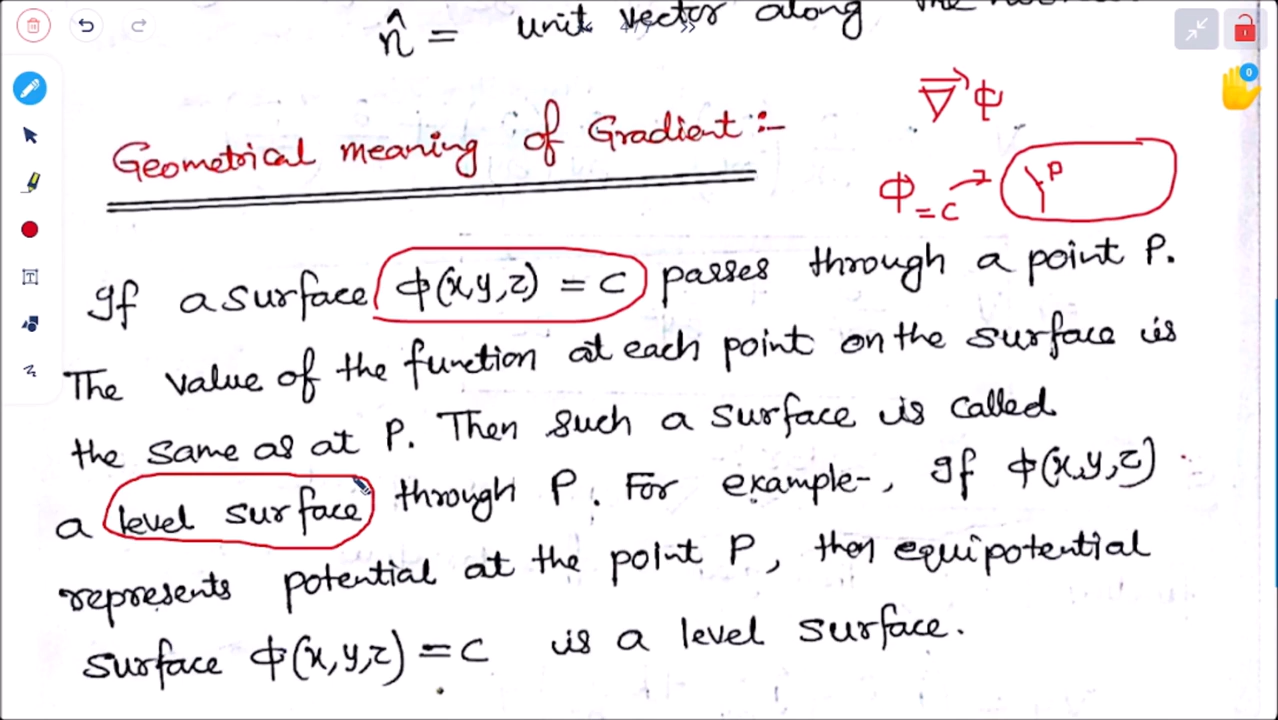 n̂ = unit vector along the
∇⃗ Φ
Geometrical meaning of Gradient :-
Φ = C → P
If a surface Φ(x,y,z) = C passes through a point P.
The value of the function at each point on the surface is
the same as at P. Then such a surface is called
a level surface through P. For example-, If Φ(x,y,z)
represents potential at the point P, then equipotential
surface Φ(x,y,z) = C is a level surface.